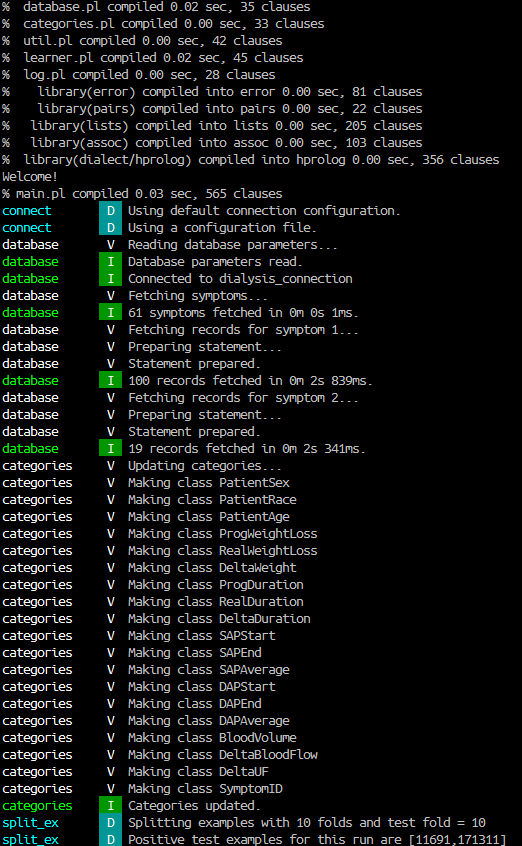 %  database.pl compiled 0.02 sec, 35 clauses
%  categories.pl compiled 0.00 sec, 33 clauses
%  util.pl compiled 0.00 sec, 42 clauses
%  learner.pl compiled 0.02 sec, 45 clauses
%  log.pl compiled 0.00 sec, 28 clauses
%    library(error) compiled into error 0.00 sec, 81 clauses
%    library(pairs) compiled into pairs 0.00 sec, 22 clauses
%   library(lists) compiled into lists 0.00 sec, 205 clauses
%   library(assoc) compiled into assoc 0.00 sec, 103 clauses
%  library(dialect/hprolog) compiled into hprolog 0.00 sec, 356 clauses
Welcome!
% main.pl compiled 0.03 sec, 565 clauses
connect D Using default connection configuration.
connect D Using a configuration file.
database V Reading database parameters...
database I Database parameters read.
database I Connected to dialysis_connection
database V Fetching symptoms...
database I 61 symptoms fetched in 0m 0s 1ms.
database V Fetching records for symptom 1...
database V Preparing statement...
database V Statement prepared.
database I 100 records fetched in 0m 2s 839ms.
database V Fetching records for symptom 2...
database V Preparing statement...
database V Statement prepared.
database I 19 records fetched in 0m 2s 341ms.
categories V Updating categories...
categories V Making class PatientSex
categories V Making class PatientRace
categories V Making class PatientAge
categories V Making class ProgWeightLoss
categories V Making class RealWeightLoss
categories V Making class DeltaWeight
categories V Making class ProgDuration
categories V Making class RealDuration
categories V Making class DeltaDuration
categories V Making class SAPStart
categories V Making class SAPEnd
categories V Making class SAPAverage
categories V Making class DAPStart
categories V Making class DAPEnd
categories V Making class DAPAverage
categories V Making class BloodVolume
categories V Making class DeltaBloodFlow
categories V Making class DeltaUF
categories V Making class SymptomID
categories I Categories updated.
split_ex D Splitting examples with 10 folds and test fold = 10
split_ex D Positive test examples for this run are [11691,171311]